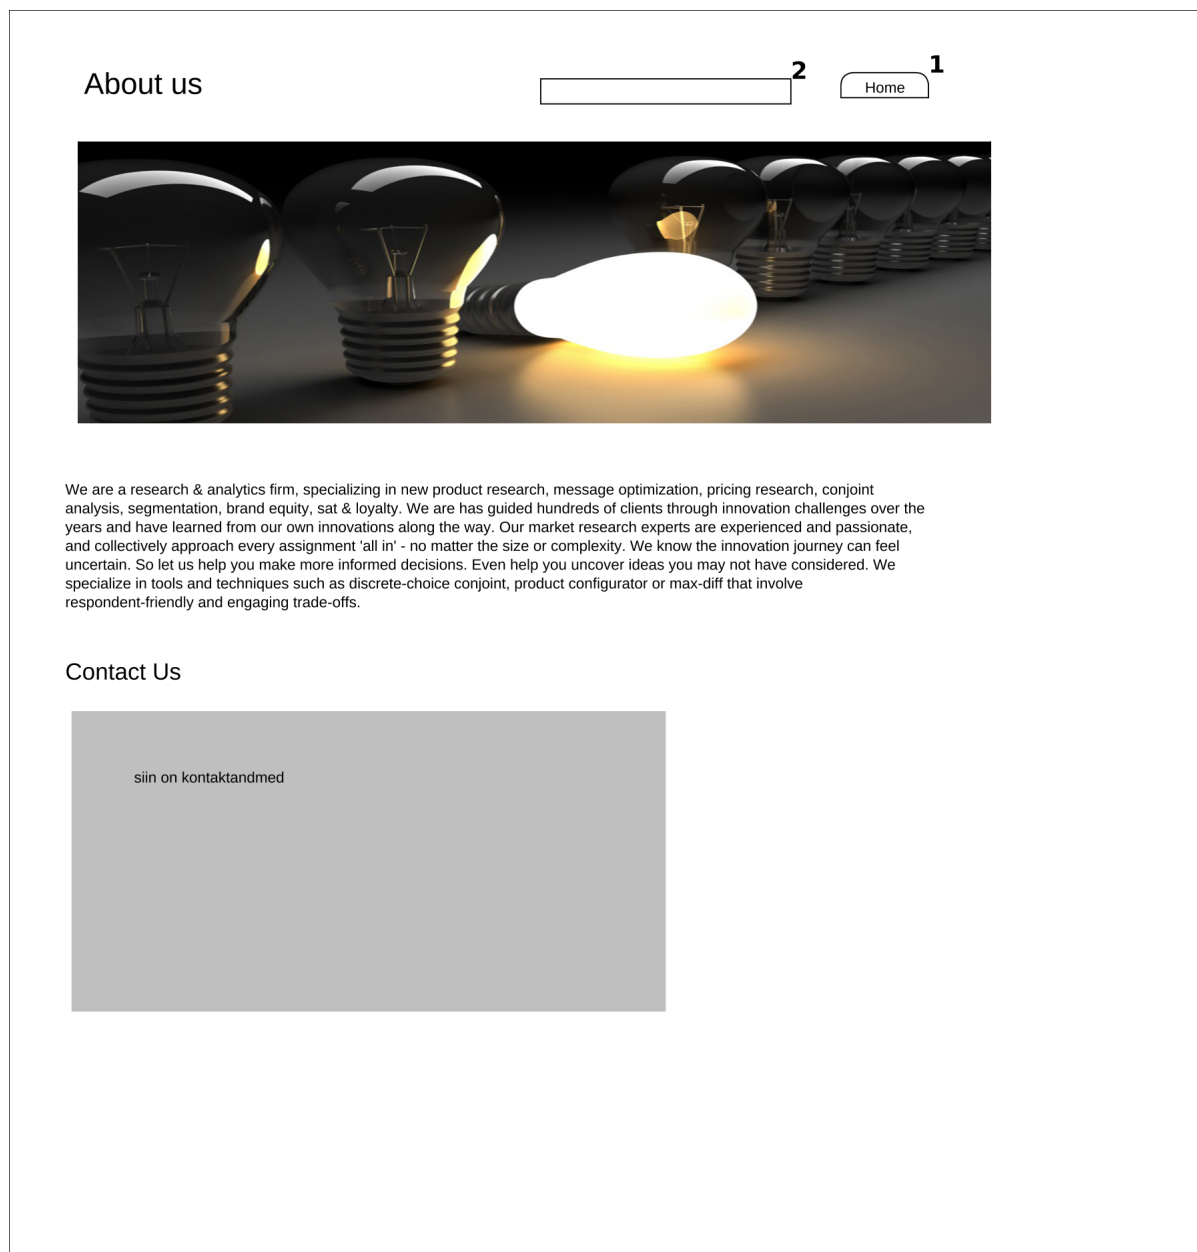 About us
2
1
Home
We are a research & analytics firm, specializing in new product research, message optimization, pricing research, conjoint
analysis, segmentation, brand equity, sat & loyalty. We are has guided hundreds of clients through innovation challenges over the
years and have learned from our own innovations along the way. Our market research experts are experienced and passionate,
and collectively approach every assignment 'all in' - no matter the size or complexity. We know the innovation journey can feel
uncertain. So let us help you make more informed decisions. Even help you uncover ideas you may not have considered. We
specialize in tools and techniques such as discrete-choice conjoint, product configurator or max-diff that involve
respondent-friendly and engaging trade-offs.
Contact Us
siin on kontaktandmed